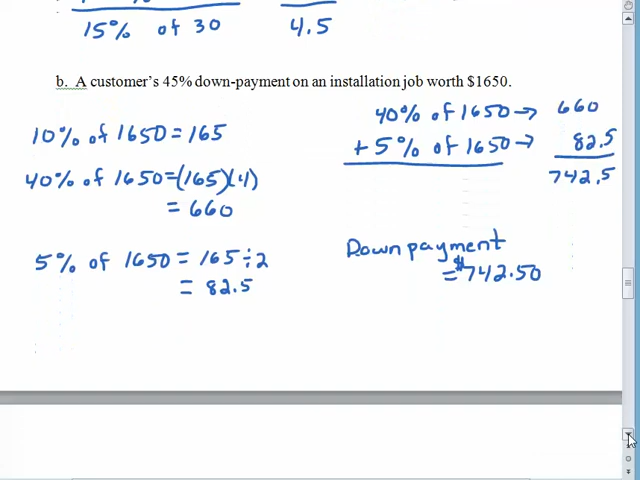 15% of 30 4.5
b. A customer's 45% down-payment on an installation job worth $1650.
10% of 1650 = 165
40% of 1650 = (165)(4)
= 660
5% of 1650 = 165 ÷ 2
= 82.5
40% of 1650 → 660
+ 5% of 1650 → 82.5
742.5
Down payment
= $742.50